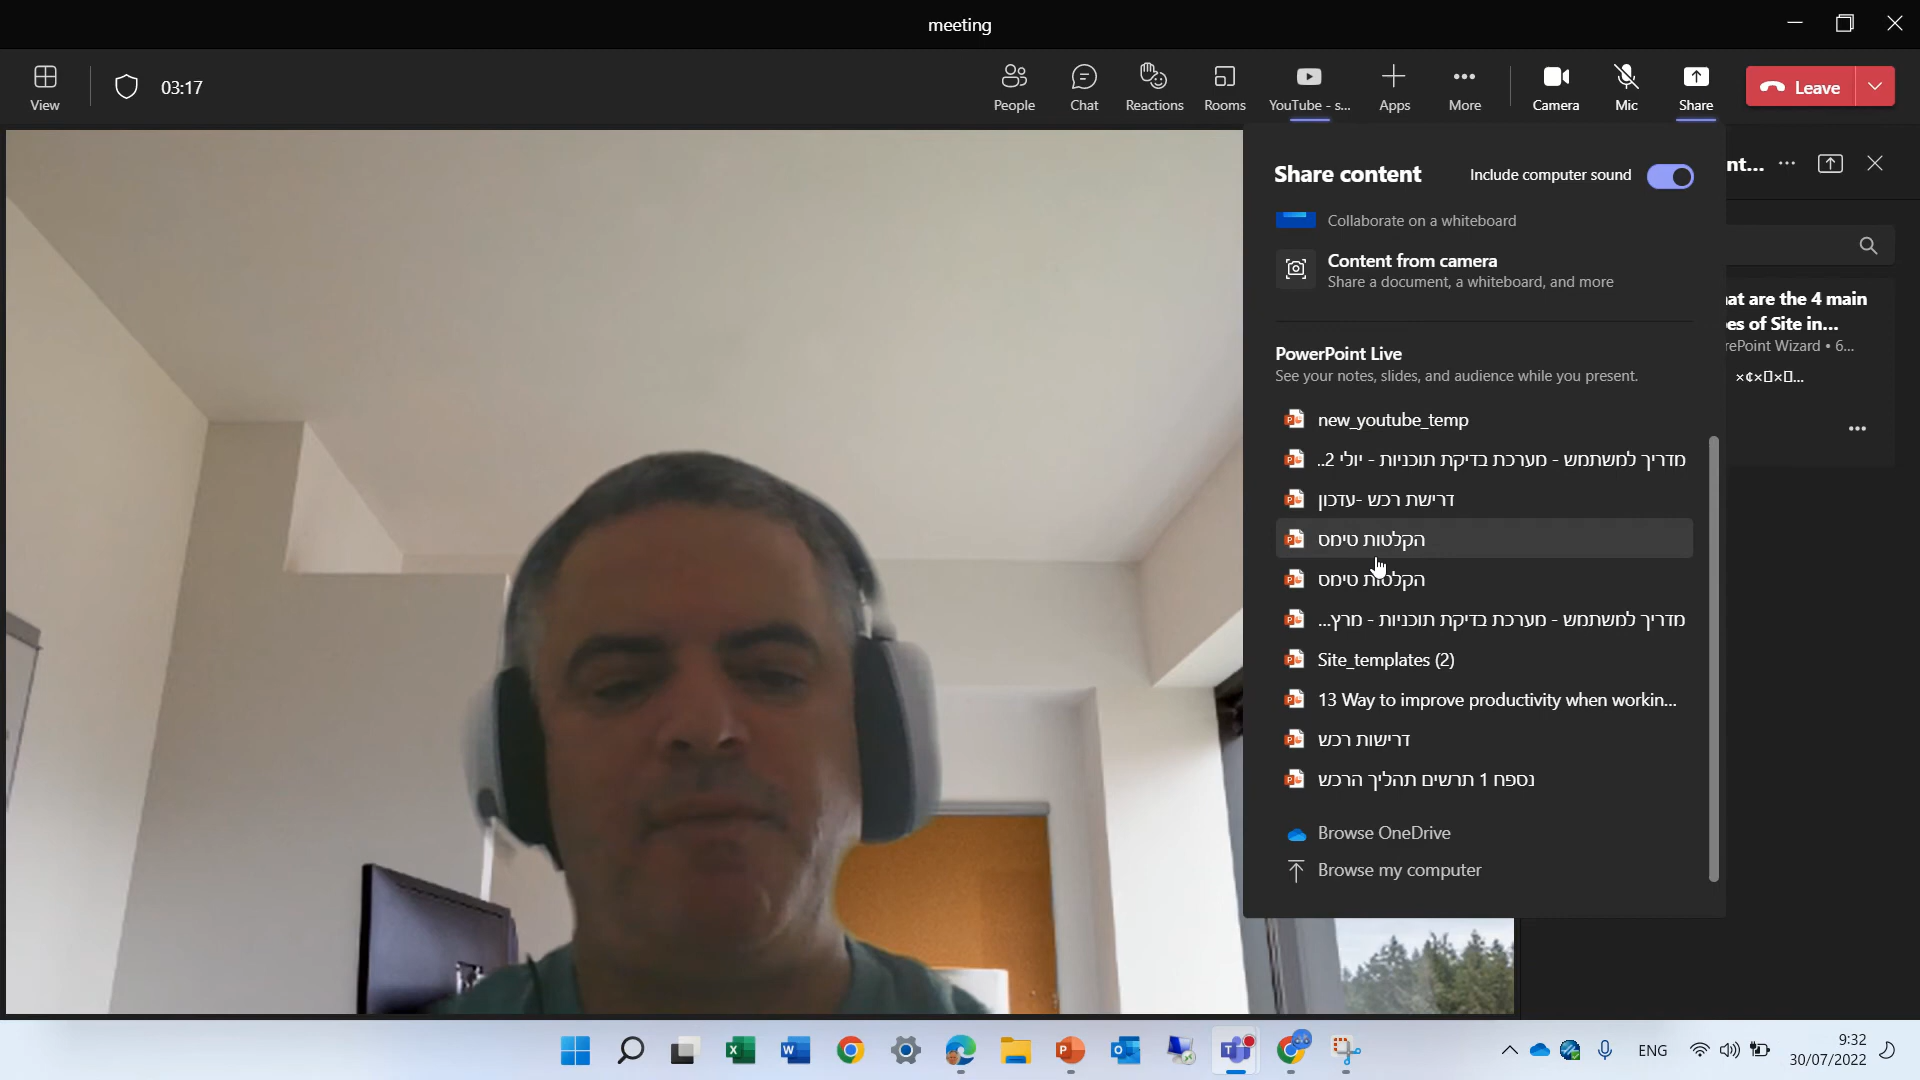 meeting
View
03:17
People
Chat
Reactions
Rooms
YouTube - s...
Apps
More
Camera
Mic
Share
Leave
Share content
Include computer sound
nt...
Collaborate on a whiteboard
Content from camera
Share a document, a whiteboard, and more
at are the 4 main
es of Site in...
rePoint Wizard • 6...
PowerPoint Live
See your notes, slides, and audience while you present.
new_youtube_temp
מדריך למשתמש - מערכת בדיקת תוכניות - יולי 2..
דרישת רכש -עדכון
הקלטות טימס
הקלטות טימס
מדריך למשתמש - מערכת בדיקת תוכניות - מרץ...
Site_templates (2)
13 Way to improve productivity when workin...
דרישות רכש
נספח 1 תרשים תהליך הרכש
Browse OneDrive
Browse my computer
ENG
9:32
30/07/2022